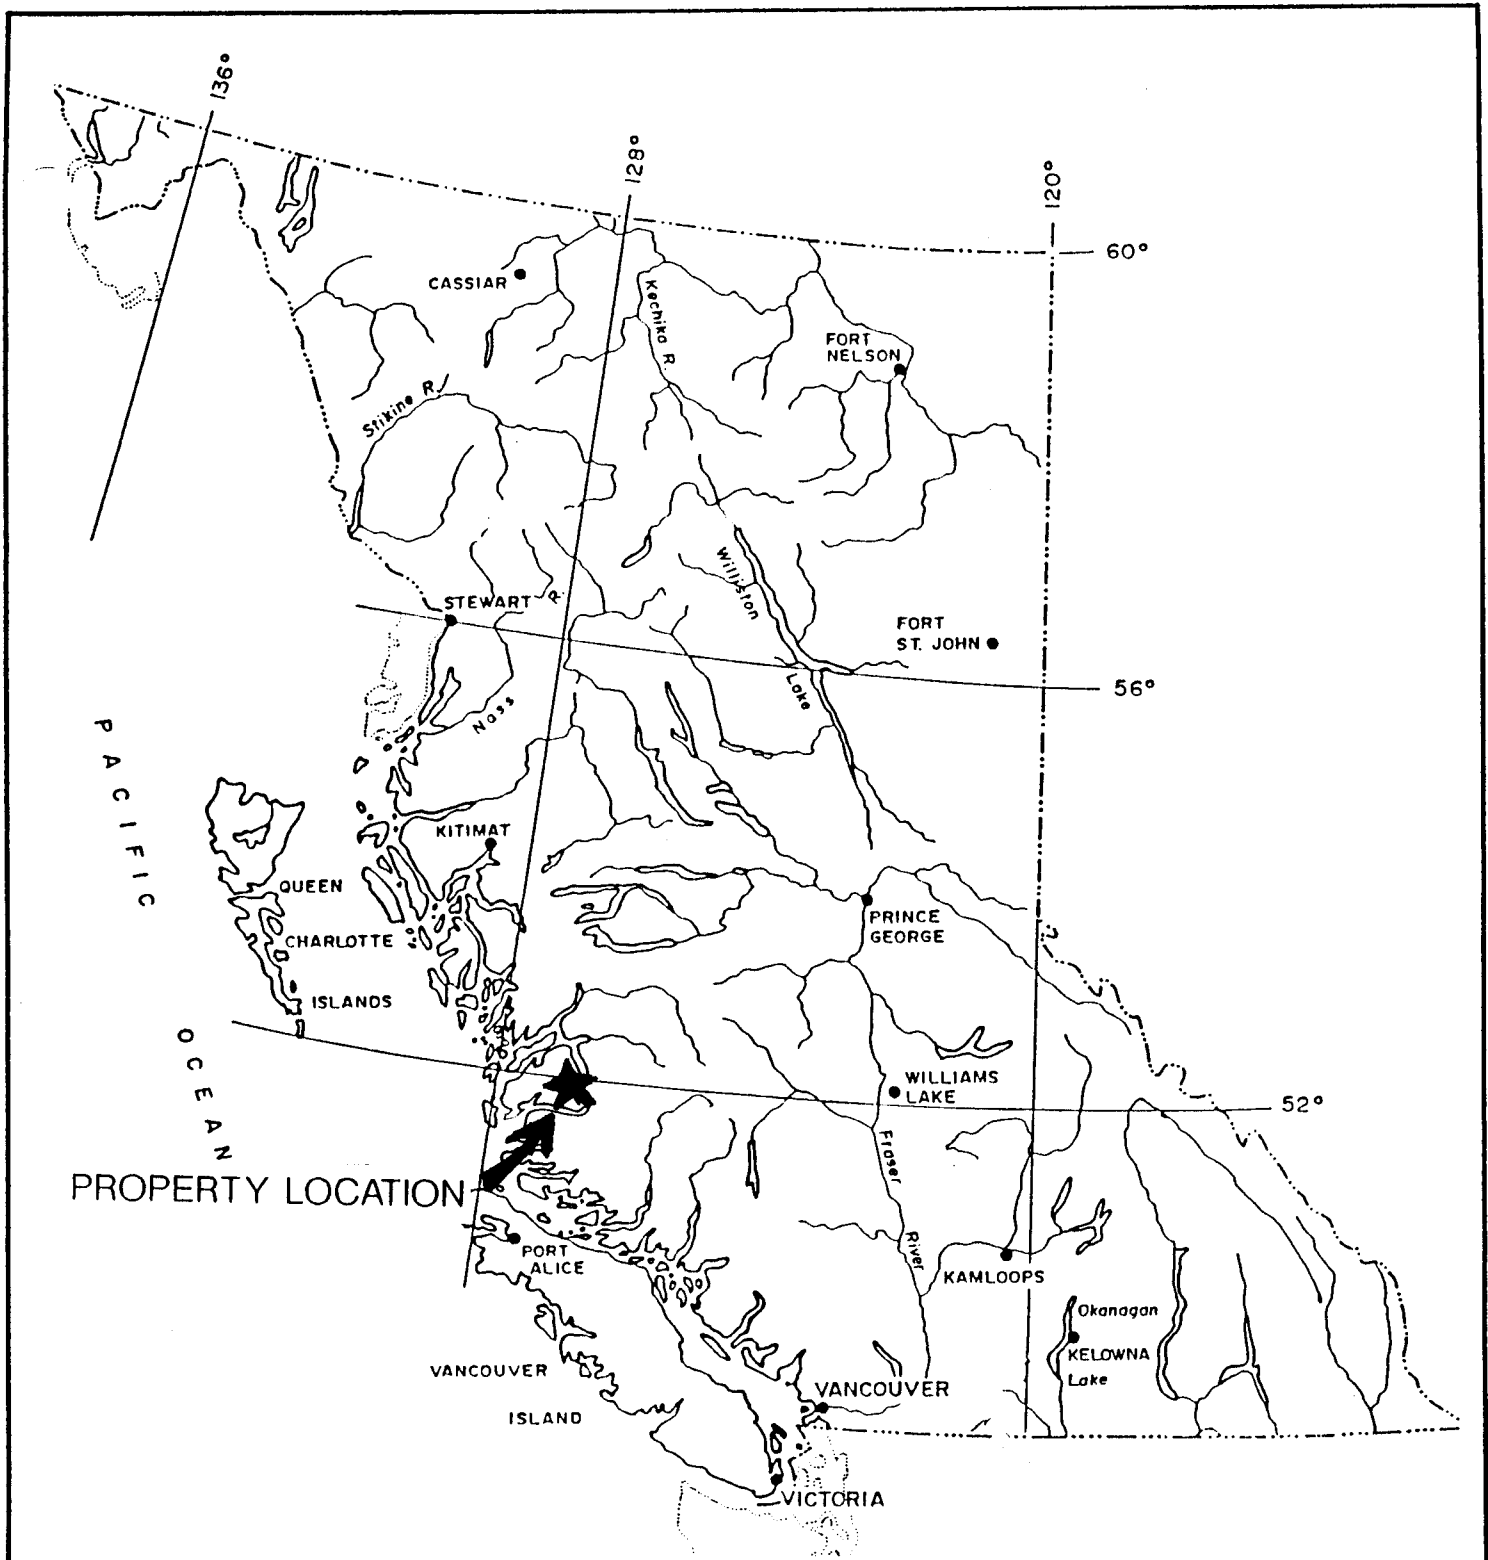 136°
128°
120°
60°
CASSIAR
Kechika R.
FORT
NELSON
Stikine R.
STEWART
R.
Williston
FORT
ST. JOHN
56°
Lake
Nass
PACIFIC
KITIMAT
QUEEN
CHARLOTTE
ISLANDS
PRINCE
GEORGE
OCEAN
WILLIAMS
LAKE
52°
Fraser
PROPERTY LOCATION
River
PORT
ALICE
KAMLOOPS
Okanagan
KELOWNA
Lake
VANCOUVER
ISLAND
VANCOUVER
VICTORIA